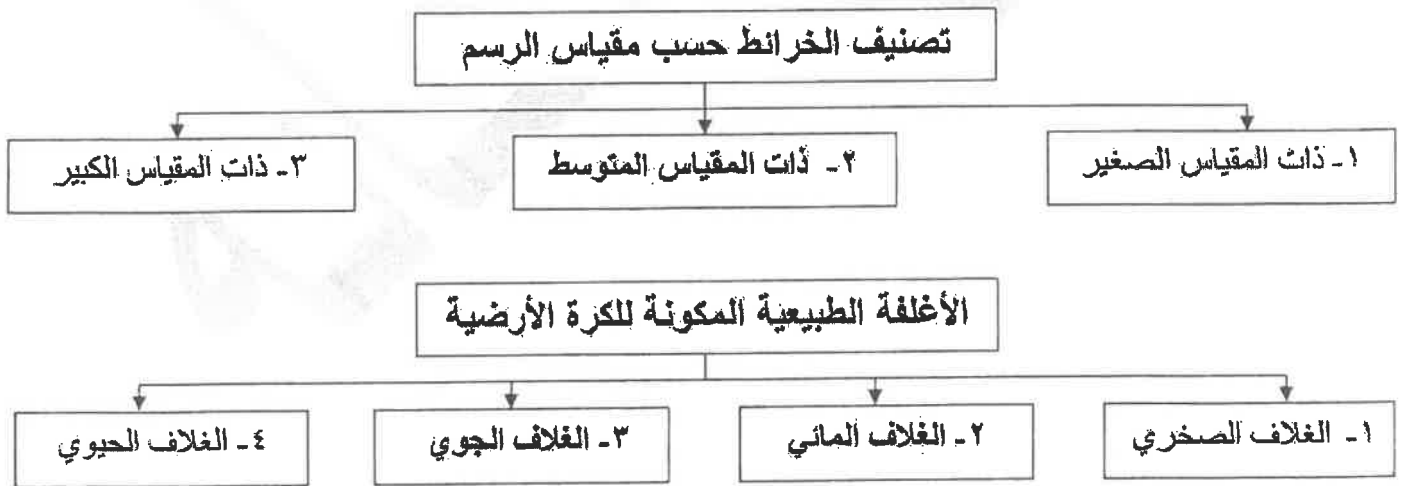 تصنيف الخرائط حسب مقياس الرسم
١- ذات المقياس الصغير
٢- ذات المقياس المتوسط
٣- ذات المقياس الكبير
الأغلفة الطبيعية المكونة للكرة الأرضية
١- الغلاف الصخري
٢- الغلاف المائي
٣- الغلاف الجوي
٤- الغلاف الحيوي